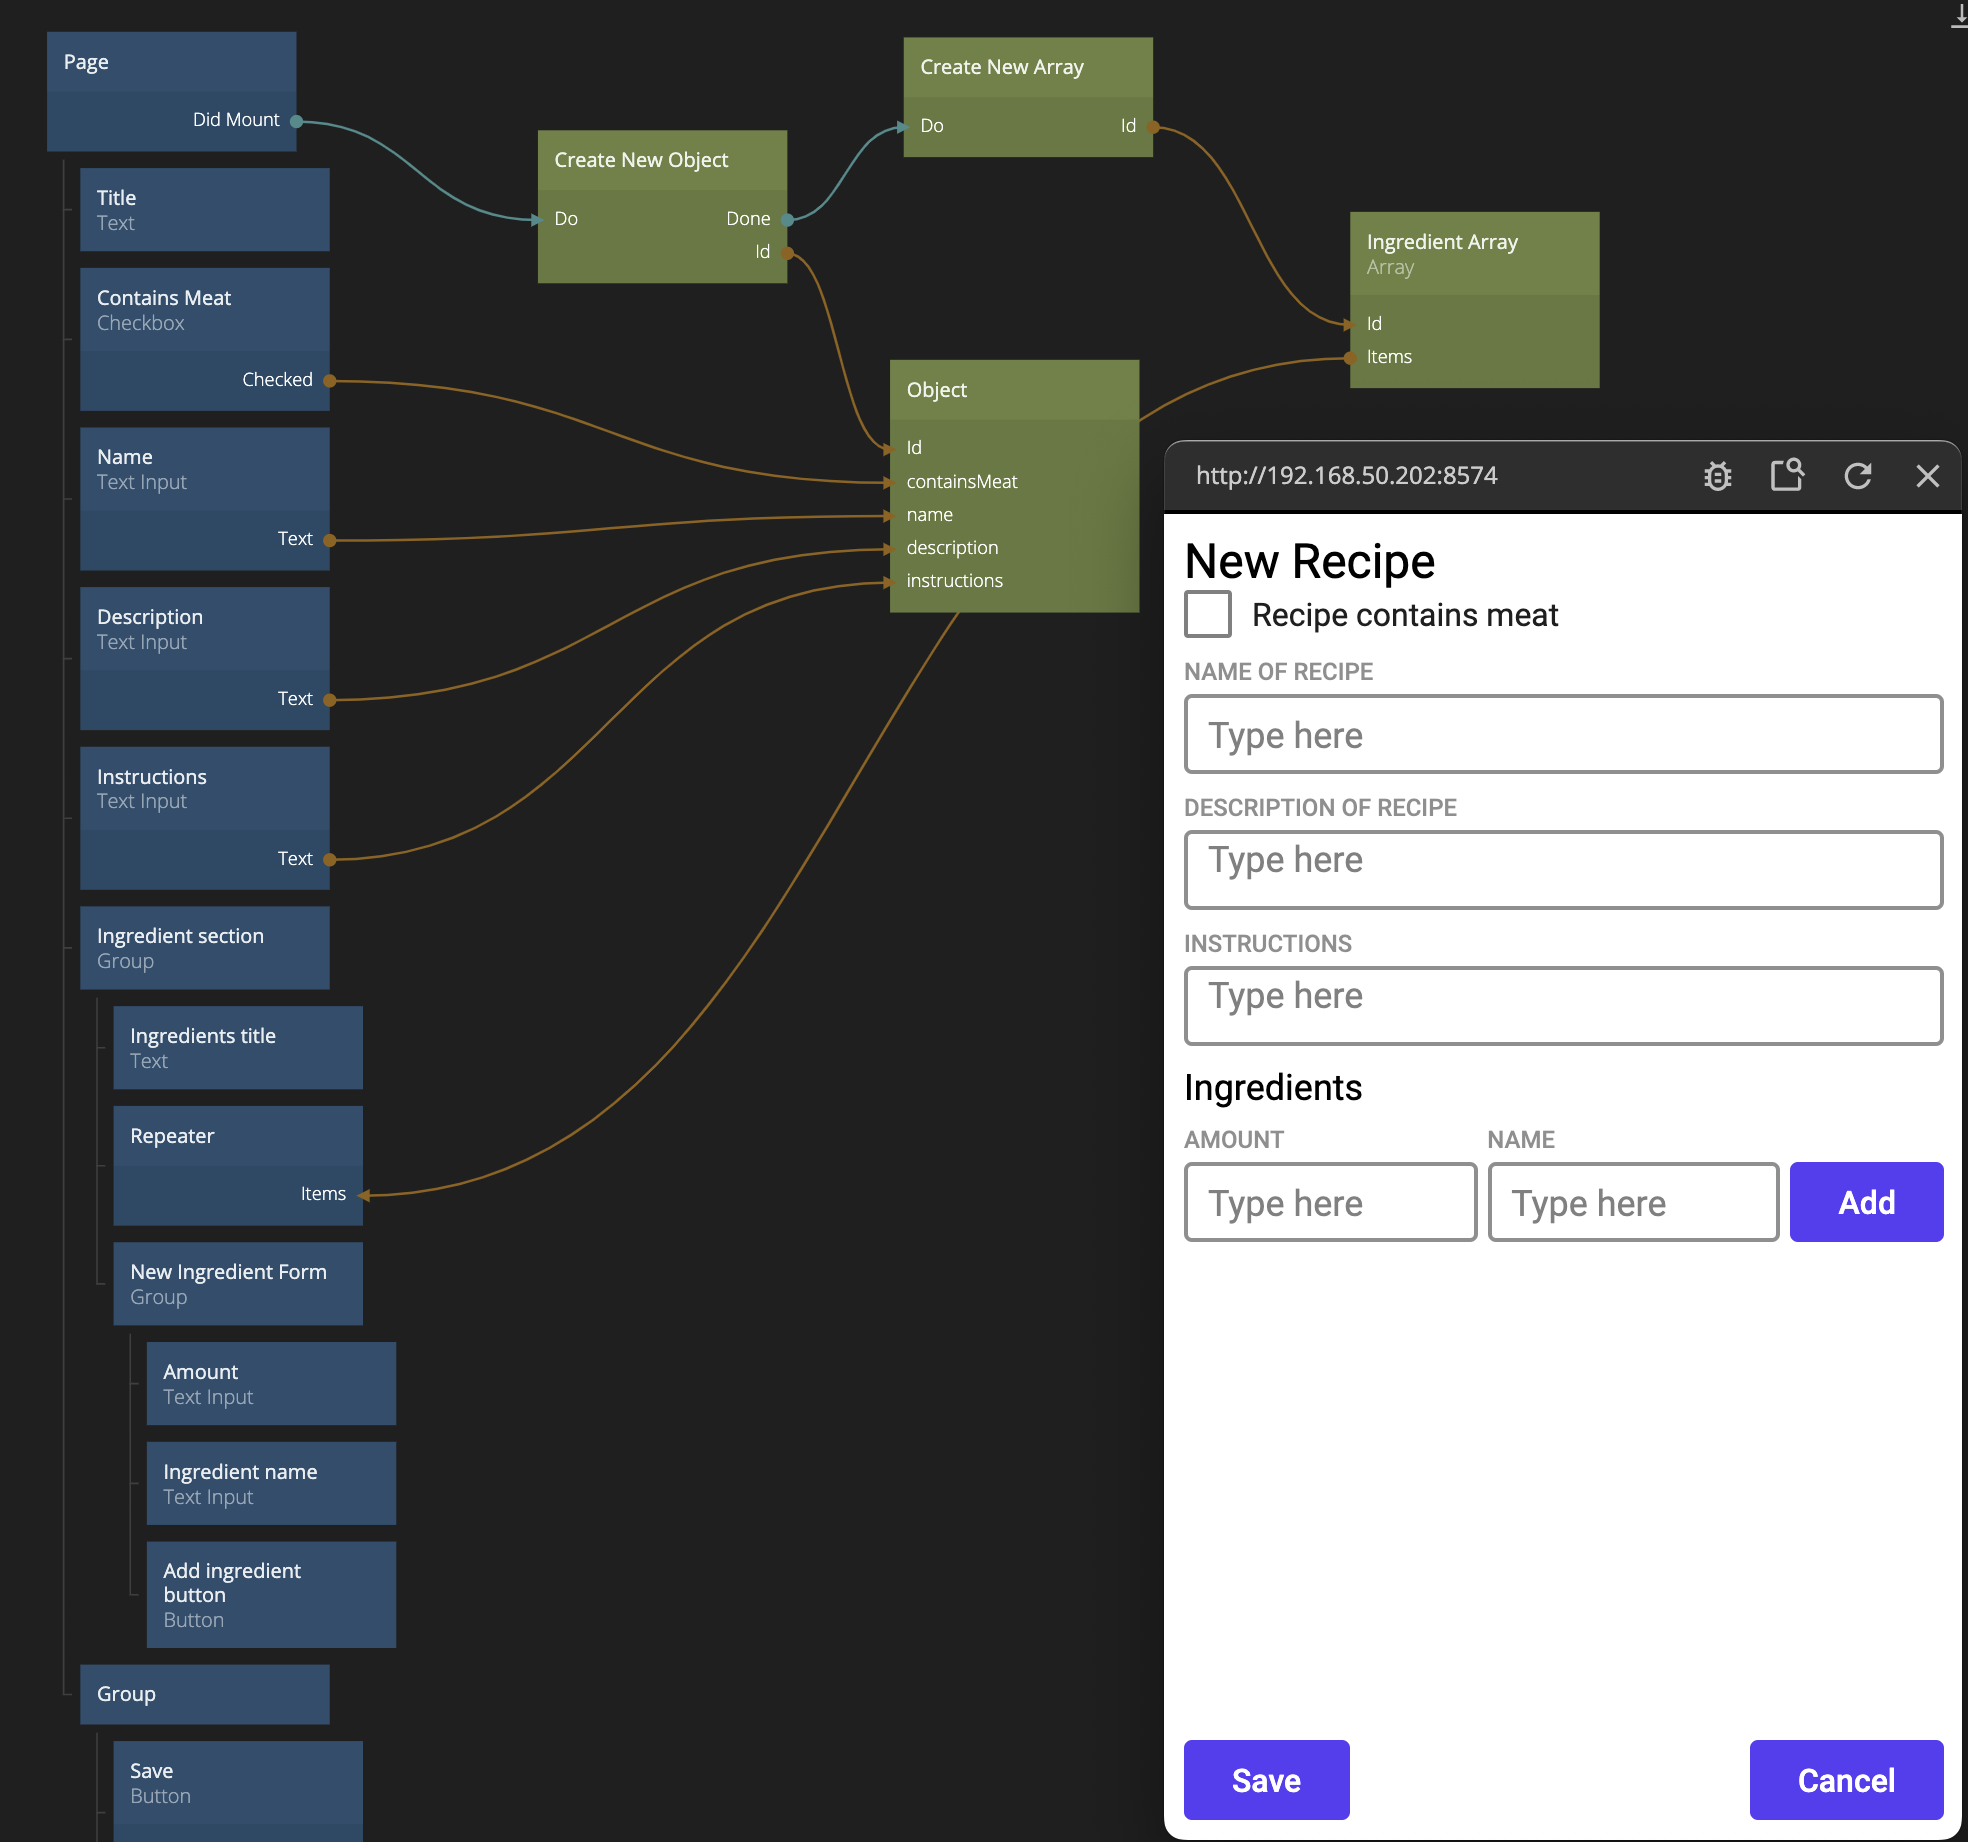 Page
Did Mount
Title
Text
Contains Meat
Checkbox
Checked
Name
Text Input
Text
Description
Text Input
Text
Instructions
Text Input
Text
Ingredient section
Group
Ingredients title
Text
Repeater
Items
New Ingredient Form
Group
Amount
Text Input
Ingredient name
Text Input
Add ingredient
button
Button
Group
Save
Button
Create New Object
Do Done
Id
Create New Array
Do Id
Object
Id
containsMeat
name
description
instructions
Ingredient Array
Array
Id
Items
http://192.168.50.202:8574
New Recipe
Recipe contains meat
NAME OF RECIPE
Type here
DESCRIPTION OF RECIPE
Type here
INSTRUCTIONS
Type here
Ingredients
AMOUNT NAME
Type here Type here Add
Save Cancel